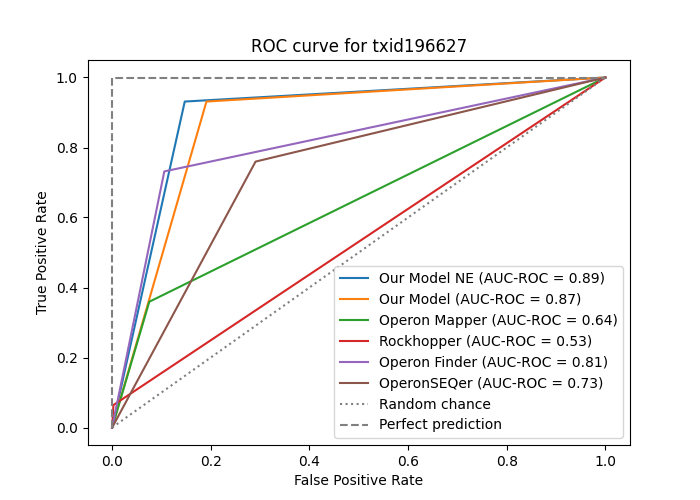 ROC curve for txid196627
True Positive Rate
1.0
0.8
0.6
0.4
0.2
0.0
Our Model NE (AUC-ROC = 0.89)
Our Model (AUC-ROC = 0.87)
Operon Mapper (AUC-ROC = 0.64)
Rockhopper (AUC-ROC = 0.53)
Operon Finder (AUC-ROC = 0.81)
OperonSEQer (AUC-ROC = 0.73)
Random chance
Perfect prediction
0.0 0.2 0.4 0.6 0.8 1.0
False Positive Rate